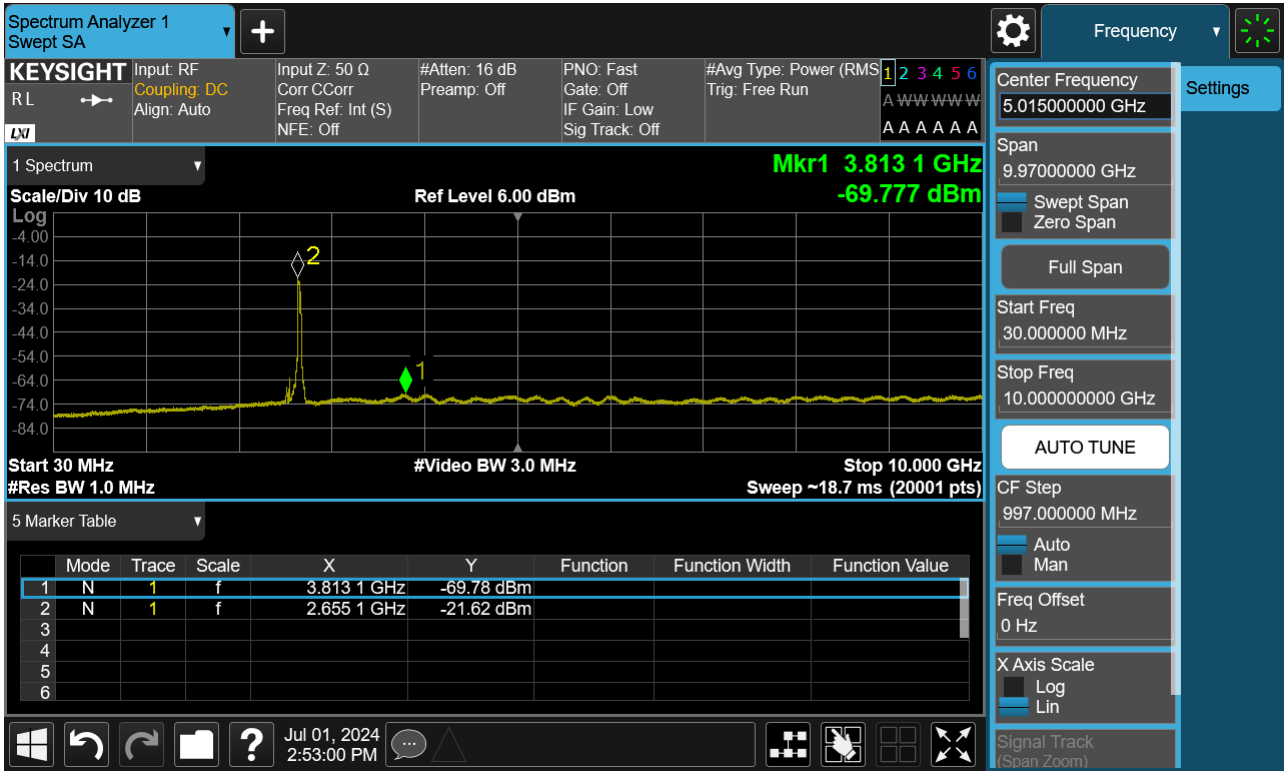 Spectrum Analyzer 1
Swept SA
+
Frequency
KEYSIGHT
R L
LXI
Input: RF
Coupling: DC
Align: Auto
Input Z: 50 Ω
Corr CCorr
Freq Ref: Int (S)
NFE: Off
#Atten: 16 dB
Preamp: Off
PNO: Fast
Gate: Off
IF Gain: Low
Sig Track: Off
#Avg Type: Power (RMS
Trig: Free Run
1 2 3 4 5 6
A W W W W W
A A A A A A
1 Spectrum
Scale/Div 10 dB
Log
Ref Level 6.00 dBm
Mkr1 3.813 1 GHz
-69.777 dBm
-4.00
-14.0
-24.0
-34.0
-44.0
-54.0
-64.0
-74.0
-84.0
2
1
Start 30 MHz
#Video BW 3.0 MHz
Stop 10.000 GHz
#Res BW 1.0 MHz
Sweep ~18.7 ms (20001 pts)
5 Marker Table
Mode Trace Scale X Y Function Function Width Function Value
1 N 1 f 3.813 1 GHz -69.78 dBm
2 N 1 f 2.655 1 GHz -21.62 dBm
3
4
5
6
?
Jul 01, 2024
2:53:00 PM
Center Frequency
5.015000000 GHz
Settings
Span
9.97000000 GHz
Swept Span
Zero Span
Full Span
Start Freq
30.000000 MHz
Stop Freq
10.000000000 GHz
AUTO TUNE
CF Step
997.000000 MHz
Auto
Man
Freq Offset
0 Hz
X Axis Scale
Log
Lin
Signal Track
(Span Zoom)